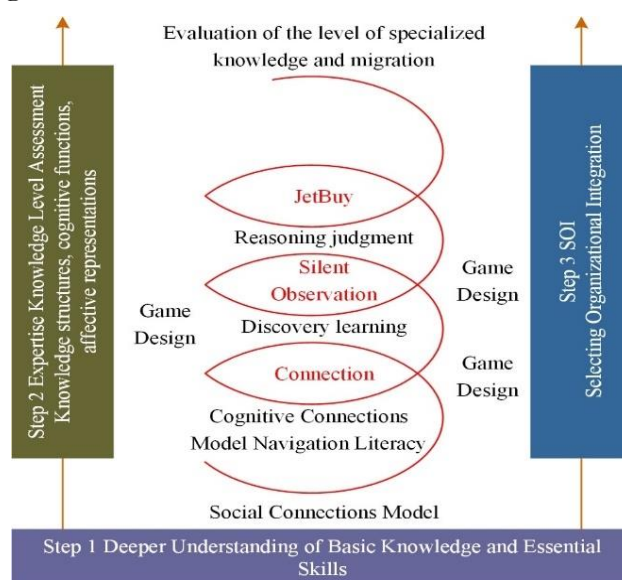 Evaluation of the level of specialized
knowledge and migration
Step 2 Expertise Knowledge Level Assessment
Knowledge structures, cognitive functions,
affective representations
JetBuy
Reasoning judgment
Silent
Observation
Game
Design
Game
Design
Discovery learning
Connection
Game
Design
Cognitive Connections
Model Navigation Literacy
Social Connections Model
Step 3 SOI
Selecting Organizational Integration
Step 1 Deeper Understanding of Basic Knowledge and Essential
Skills